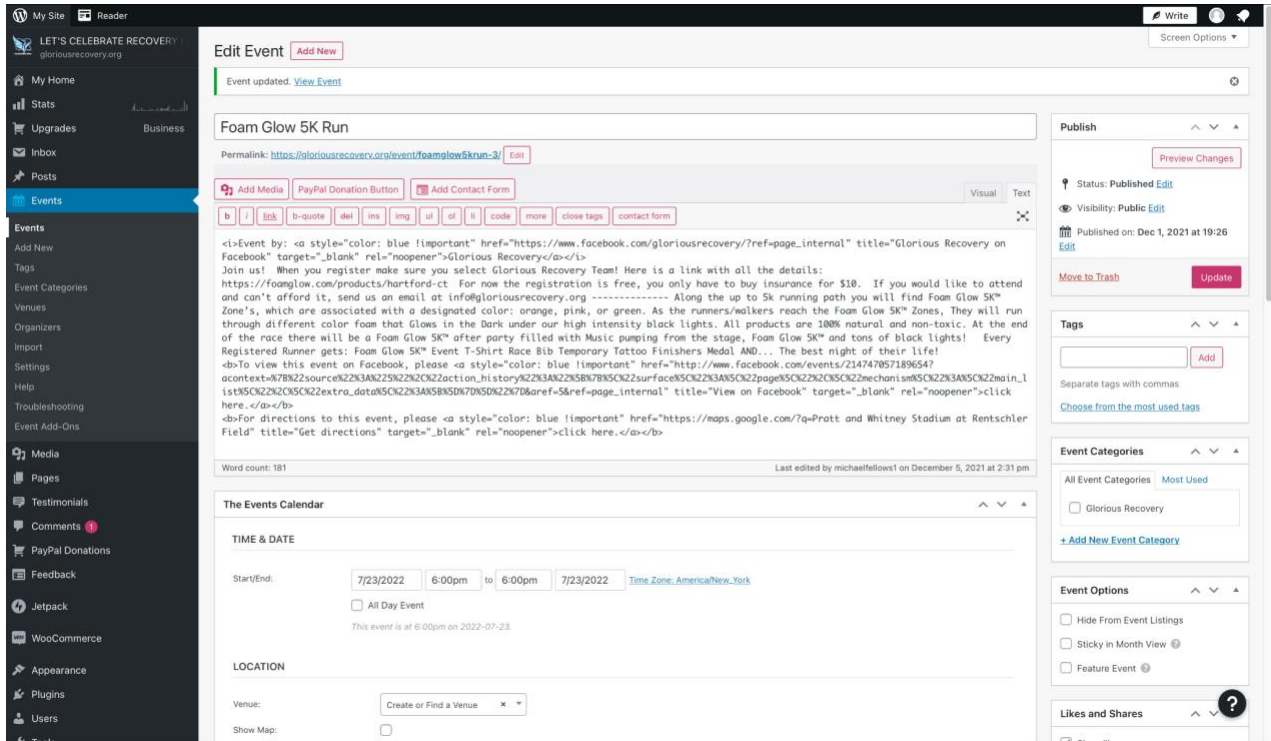 My Site
Reader
Write
LET'S CELEBRATE RECOVERY
gloriousrecovery.org
My Home
Stats
Upgrades Business
Inbox
Posts
Events
Events
Add New
Tags
Event Categories
Venues
Organizers
Import
Settings
Help
Troubleshooting
Event Add-Ons
Media
Pages
Testimonials
Comments 1
PayPal Donations
Feedback
Jetpack
WooCommerce
Appearance
Plugins
Users
Screen Options
Edit Event Add New
Event updated. View Event
Foam Glow 5K Run
Permalink: https://gloriousrecovery.org/event/foamglow5krun-3/ Edit
Add Media PayPal Donation Button Add Contact Form
Visual Text
b i link b-quote del ins img ul ol li code more close tags contact form
<i>Event by: <a style="color: blue !important" href="https://www.facebook.com/gloriousrecovery/?ref=page_internal" title="Glorious Recovery on
Facebook" target="_blank" rel="noopener">Glorious Recovery</a></i>
Join us! When you register make sure you select Glorious Recovery Team! Here is a link with all the details:
https://foamglow.com/products/hartford-ct For now the registration is free, you only have to buy insurance for $10. If you would like to attend
and can't afford it, send us an email at info@gloriousrecovery.org -------------- Along the up to 5k running path you will find Foam Glow 5K™
Zone's, which are associated with a designated color: orange, pink, or green. As the runners/walkers reach the Foam Glow 5K™ Zones, They will run
through different color foam that Glows in the Dark under our high intensity black lights. All products are 100% natural and non-toxic. At the end
of the race there will be a Foam Glow 5K™ after party filled with Music pumping from the stage, Foam Glow 5K™ and tons of black lights! Every
Registered Runner gets: Foam Glow 5K™ Event T-Shirt Race Bib Temporary Tattoo Finishers Medal AND... The best night of their life!
<b>To view this event on Facebook, please <a style="color: blue !important" href="http://www.facebook.com/events/214747057189654?
acontext=%7B%22source%22%3A%225%22%2C%22action_history%22%3A%22%5B%7B%5C%22surface%5C%22%3A%5C%22page%5C%22%2C%5C%22mechanism%5C%22%3A%5C%22main_l
ist%5C%22%2C%5C%22extra_data%5C%22%3A%5B%5D%7D%5D%22%7D&aref=5&ref=page_internal" title="View on Facebook" target="_blank" rel="noopener">click
here.</a></b>
<b>For directions to this event, please <a style="color: blue !important" href="https://maps.google.com/?q=Pratt and Whitney Stadium at Rentschler
Field" title="Get directions" target="_blank" rel="noopener">click here.</a></b>
Word count: 181
Last edited by michaelfellows1 on December 5, 2021 at 2:31 pm
The Events Calendar
TIME & DATE
Start/End: 7/23/2022 6:00pm to 6:00pm 7/23/2022 Time Zone: America/New_York
All Day Event
This event is at 6:00pm on 2022-07-23.
LOCATION
Venue: Create or Find a Venue
Show Map:
Publish
Preview Changes
Status: Published Edit
Visibility: Public Edit
Published on: Dec 1, 2021 at 19:26
Edit
Move to Trash Update
Tags
Add
Separate tags with commas
Choose from the most used tags
Event Categories
All Event Categories Most Used
Glorious Recovery
+ Add New Event Category
Event Options
Hide From Event Listings
Sticky in Month View
Feature Event
Likes and Shares